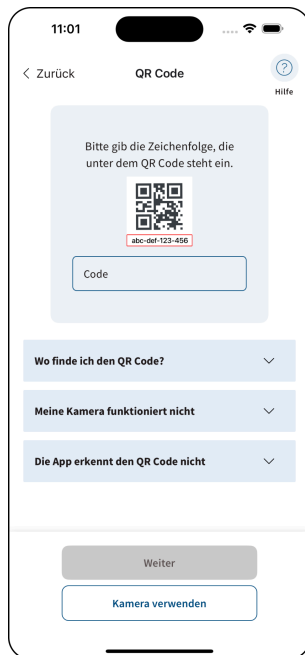 11:01
Zurück
QR Code
Hilfe
Bitte gib die Zeichenfolge, die
unter dem QR Code steht ein.
abc-def-123-456
Code
Wo finde ich den QR Code?
Meine Kamera funktioniert nicht
Die App erkennt den QR Code nicht
Weiter
Kamera verwenden